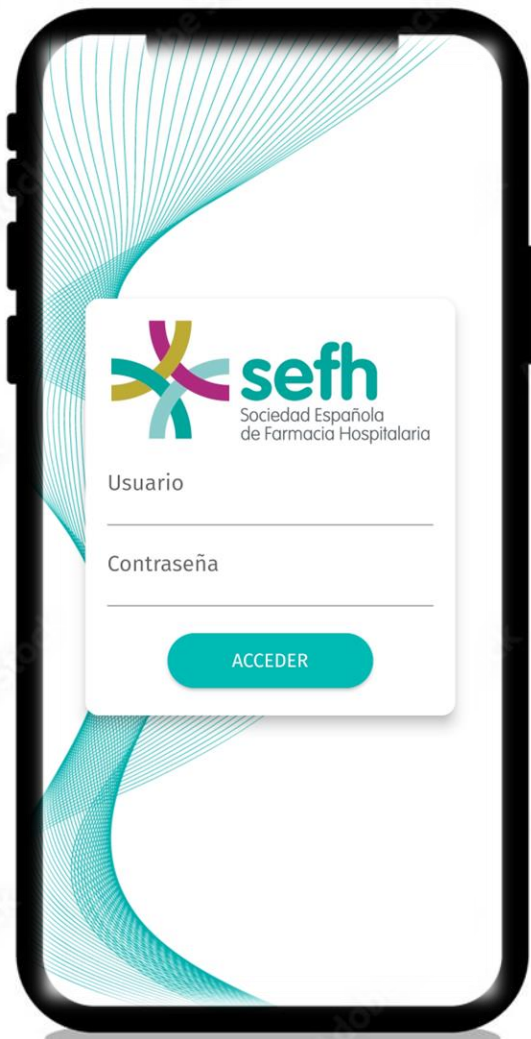 sefh
Sociedad Española
de Farmacia Hospitalaria
Usuario
Contraseña
ACCEDER